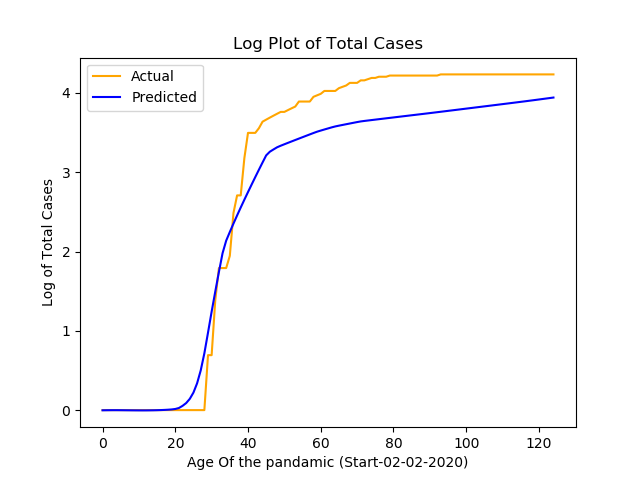 Log Plot of Total Cases
Actual
Predicted
Log of Total Cases
4
3
2
1
0
0 20 40 60 80 100 120
Age Of the pandamic (Start-02-02-2020)